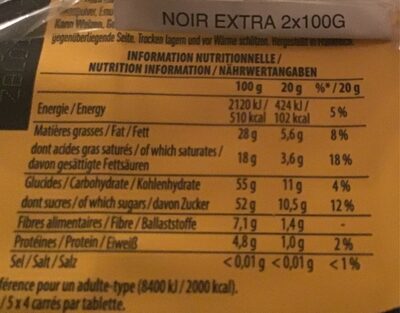 NOIR EXTRA 2x100G
Kann Weizen,
gegenüberliegende Seite. Trocken lagern und vor Wärme schützen. Hergestellt in
INFORMATION NUTRITIONNELLE /
NUTRITION INFORMATION / NÄHRWERTANGABEN
100 g 20 g %* / 20 g
Energie / Energy 2120 kJ / 424 kJ / 5 %
510 kcal 102 kcal
Matières grasses / Fat / Fett 28 g 5,6 g 8 %
dont acides gras saturés / of which saturates /
davon gesättigte Fettsäuren 18 g 3,6 g 18 %
Glucides / Carbohydrate / Kohlenhydrate 55 g 11 g 4 %
dont sucres / of which sugars / davon Zucker 52 g 10,5 g 12 %
Fibres alimentaires / Fibre / Ballaststoffe 7,1 g 1,4 g -
Protéines / Protein / Eiweiß 4,8 g 1,0 g 2 %
Sel / Salt / Salz < 0,01 g < 0,01 g < 1 %
férence pour un adulte-type (8400 kJ / 2000 kcal).
/ 5 x 4 carrés par tablette.